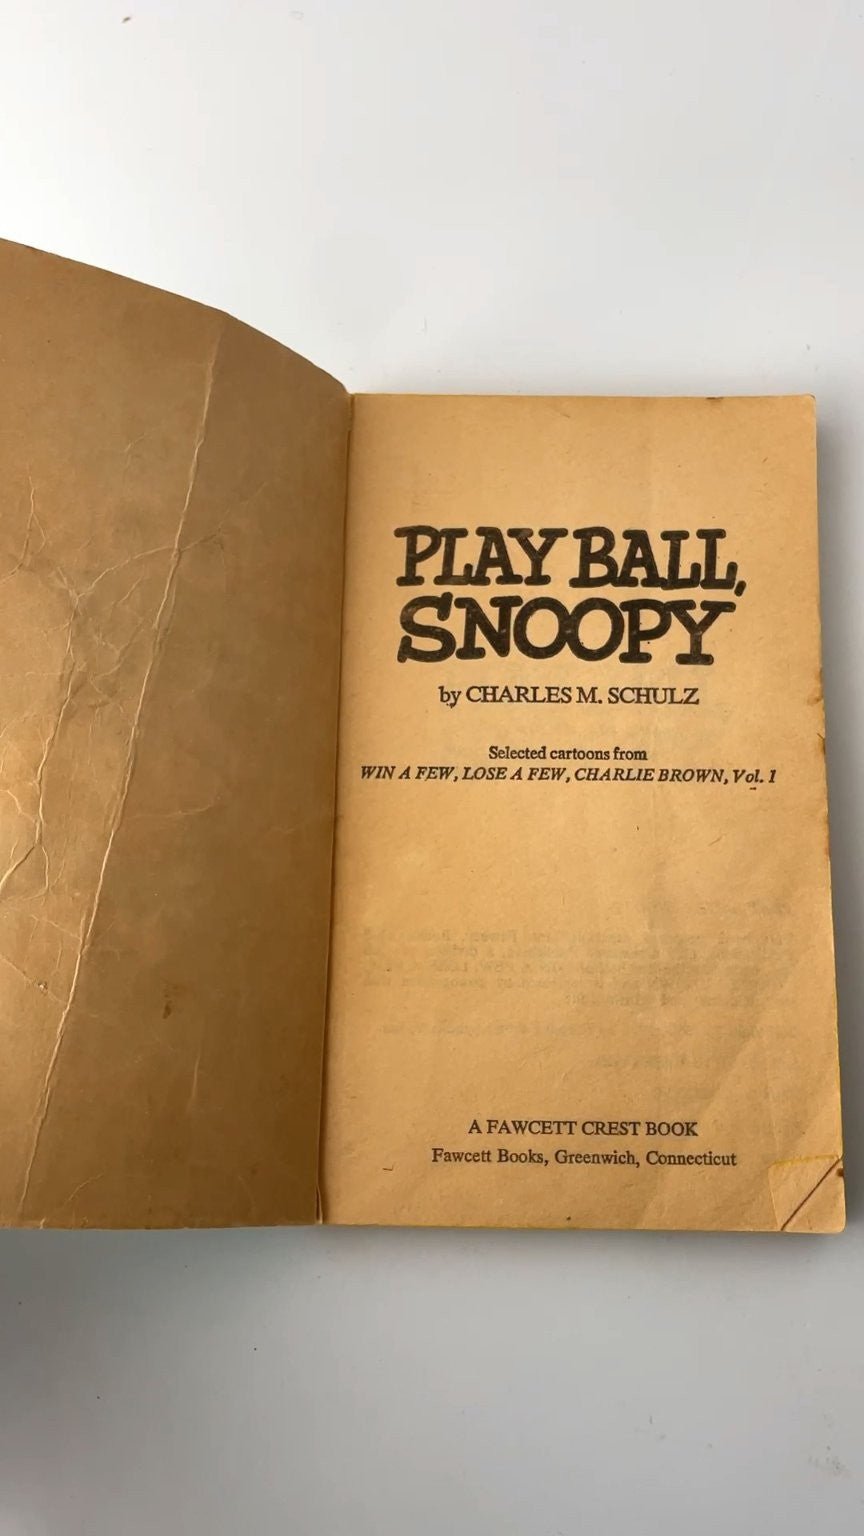 PLAY BALL,
SNOOPY
by CHARLES M. SCHULZ
Selected cartoons from
WIN A FEW, LOSE A FEW, CHARLIE BROWN, Vol. 1
A FAWCETT CREST BOOK
Fawcett Books, Greenwich, Connecticut